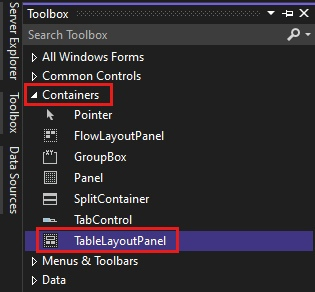 Toolbox
Search Toolbox
All Windows Forms
Common Controls
Containers
Pointer
FlowLayoutPanel
GroupBox
Panel
SplitContainer
TabControl
TableLayoutPanel
Menus & Toolbars
Data
Server Explorer
Toolbox
Data Sources